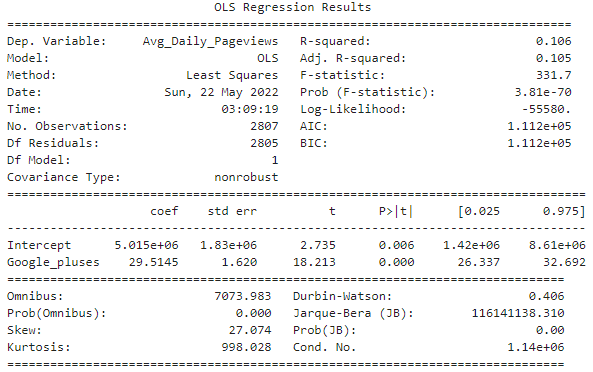 OLS Regression Results
==============================================================================
Dep. Variable: Avg_Daily_Pageviews R-squared: 0.106
Model: OLS Adj. R-squared: 0.105
Method: Least Squares F-statistic: 331.7
Date: Sun, 22 May 2022 Prob (F-statistic): 3.81e-70
Time: 03:09:19 Log-Likelihood: -55580.
No. Observations: 2807 AIC: 1.112e+05
Df Residuals: 2805 BIC: 1.112e+05
Df Model: 1
Covariance Type: nonrobust
==============================================================================
coef std err t P>|t| [0.025 0.975]
------------------------------------------------------------------------------
Intercept 5.015e+06 1.83e+06 2.735 0.006 1.42e+06 8.61e+06
Google_pluses 29.5145 1.620 18.213 0.000 26.337 32.692
==============================================================================
Omnibus: 7073.983 Durbin-Watson: 0.406
Prob(Omnibus): 0.000 Jarque-Bera (JB): 116141138.310
Skew: 27.074 Prob(JB): 0.00
Kurtosis: 998.028 Cond. No. 1.14e+06
==============================================================================